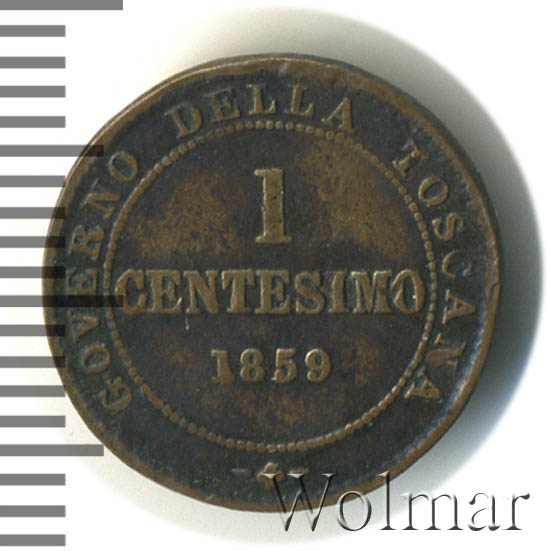 GOVERNO DELLA TOSCANA
1
CENTESIMO
1859
Wolmar